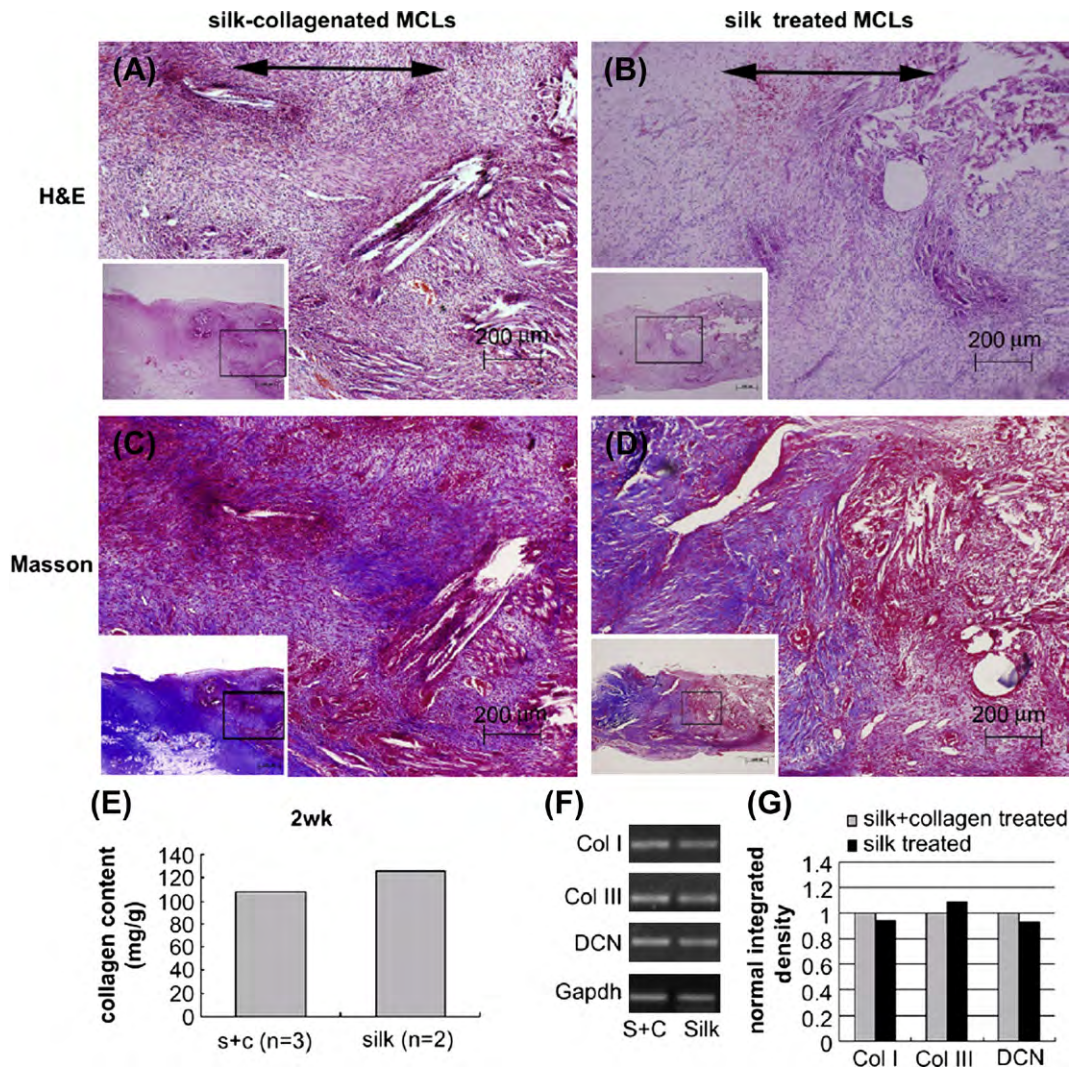 silk-collagenated MCLs
silk treated MCLs
(A)
(B)
H&E
200 μm
200 μm
(C)
(D)
Masson
200 μm
200 μm
(E)
2wk
collagen content
(mg/g)
140
120
100
80
60
40
20
0
s+c (n=3)
silk (n=2)
(F)
Col I
Col III
DCN
Gapdh
S+C
Silk
(G)
silk+collagen treated
silk treated
normal integrated
density
1.4
1.2
1
0.8
0.6
0.4
0.2
0
Col I
Col III
DCN